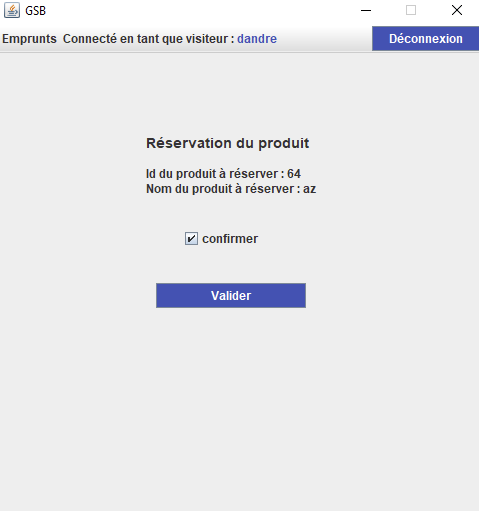 GSB
Emprunts Connecté en tant que visiteur : dandre Déconnexion
Réservation du produit
Id du produit à réserver : 64
Nom du produit à réserver : az
confirmer
Valider